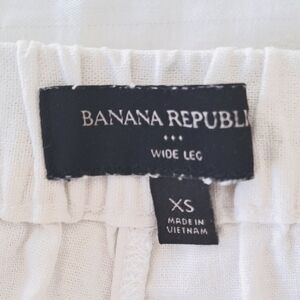 BANANA REPUBLI
WIDE LEG
XS
MADE IN
VIETNAM